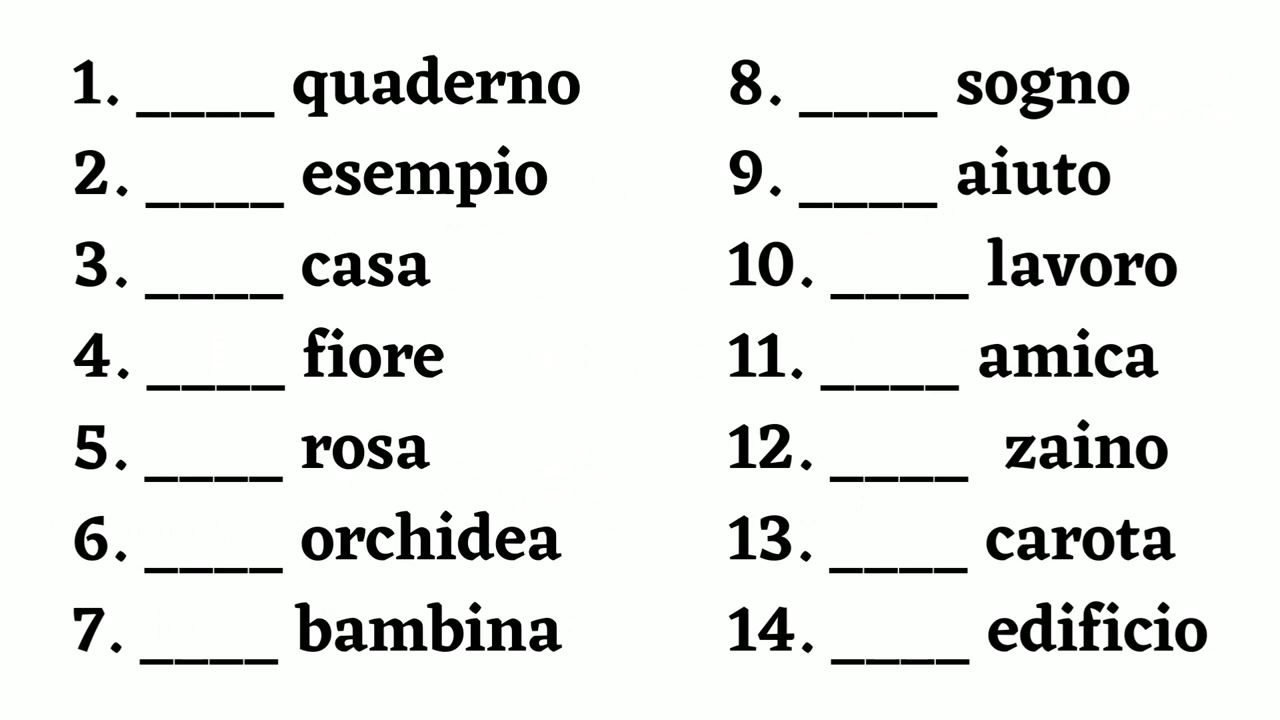 1. ____ quaderno
2. ____ esempio
3. ____ casa
4. ____ fiore
5. ____ rosa
6. ____ orchidea
7. ____ bambina
8. ____ sogno
9. ____ aiuto
10. ____ lavoro
11. ____ amica
12. ____ zaino
13. ____ carota
14. ____ edificio